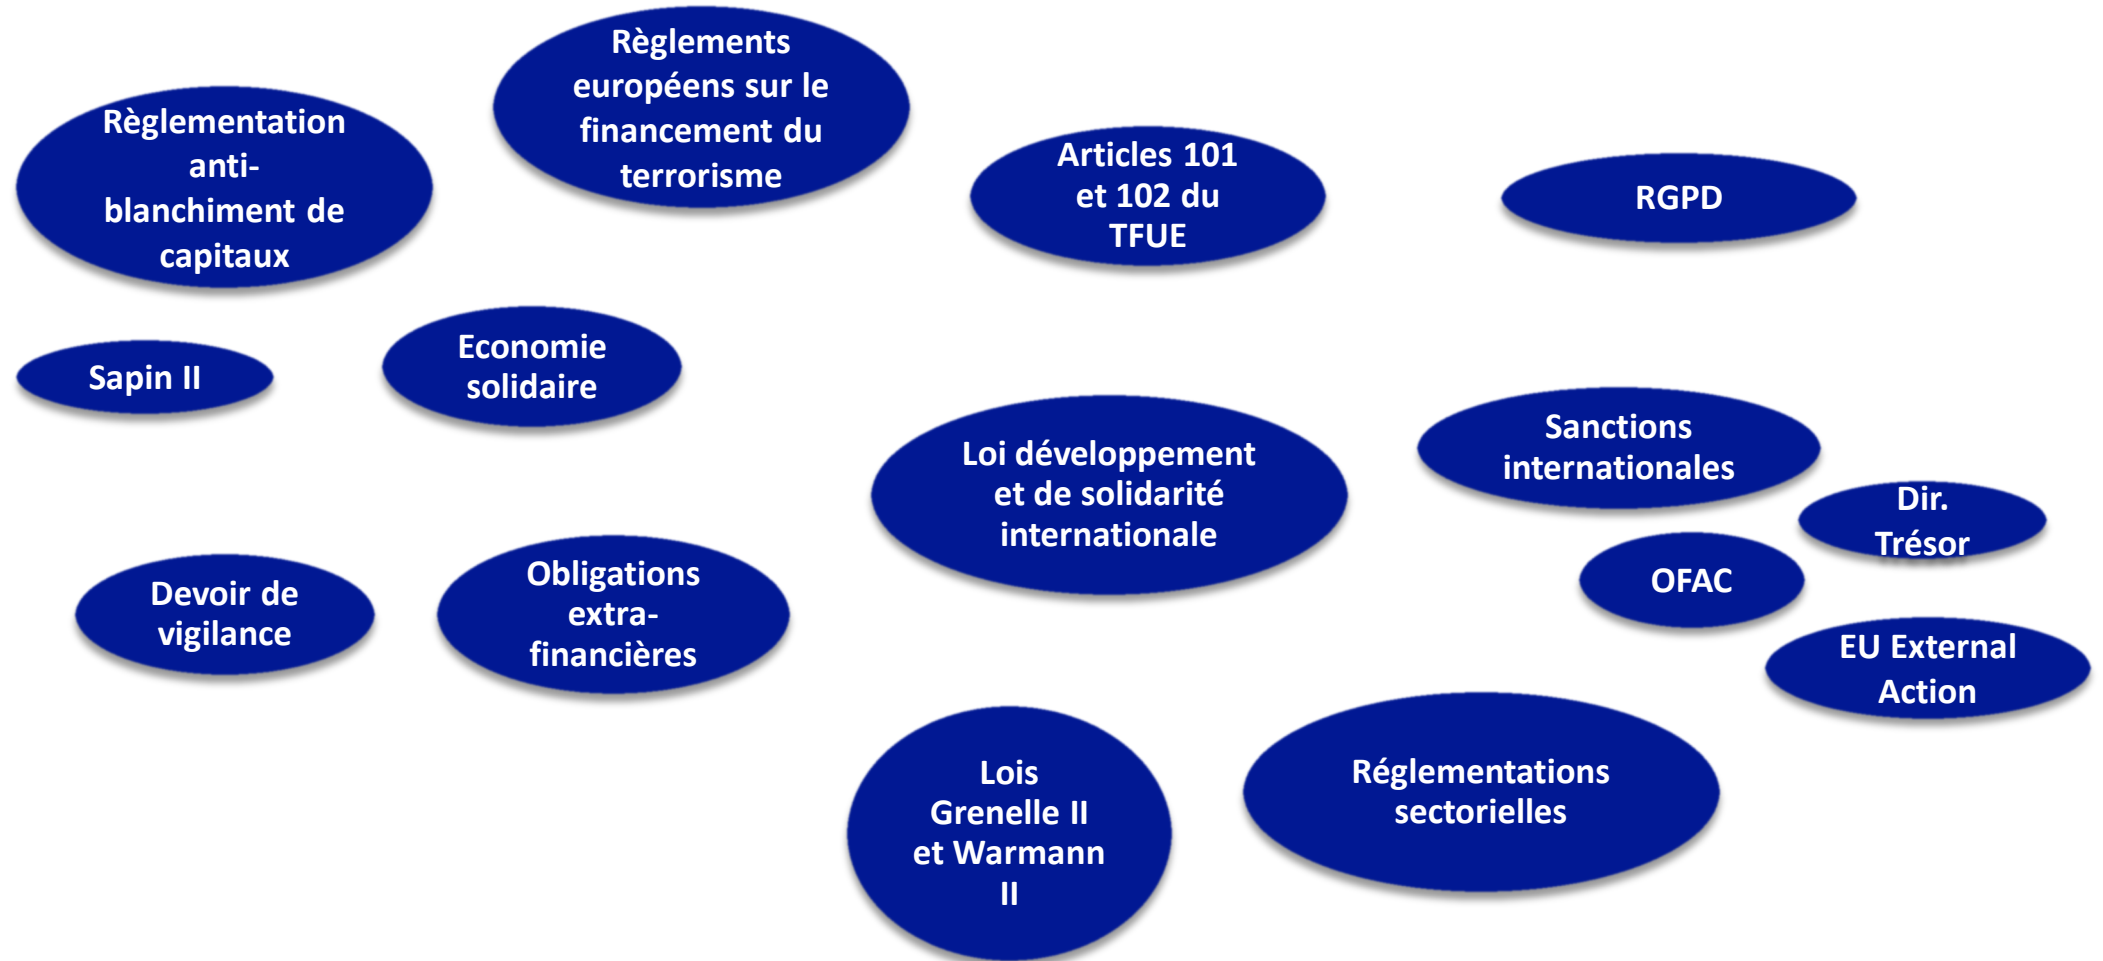 Règlements
européens sur le
financement du
terrorisme
Règlementation
anti-
blanchiment de
capitaux
Articles 101
et 102 du
TFUE
RGPD
Sapin II
Economie
solidaire
Loi développement
et de solidarité
internationale
Sanctions
internationales
Dir.
Trésor
OFAC
EU External
Action
Devoir de
vigilance
Obligations
extra-
financières
Lois
Grenelle II
et Warmann
II
Réglementations
sectorielles